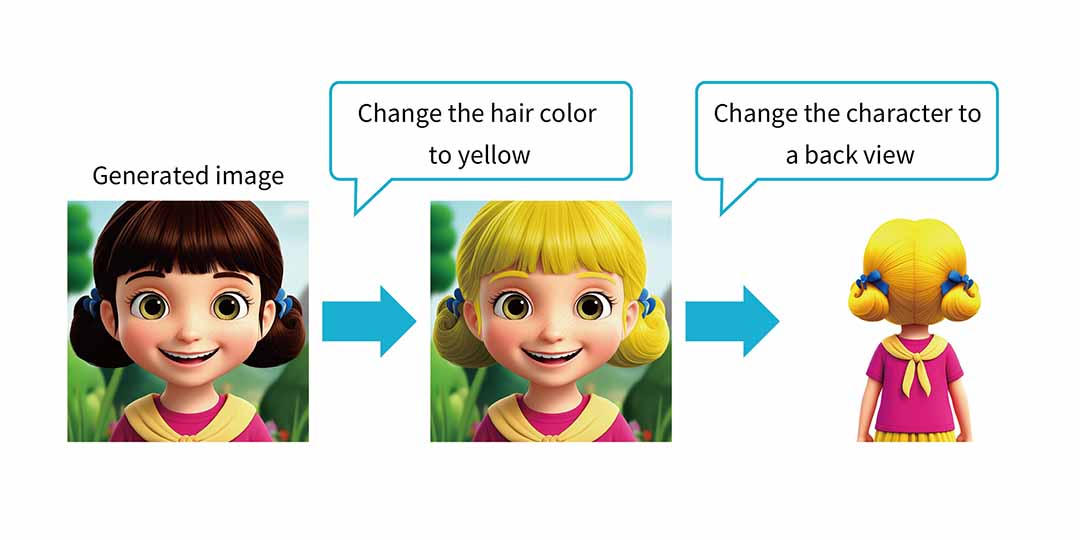 Generated image
Change the hair color
to yellow
Change the character to
a back view